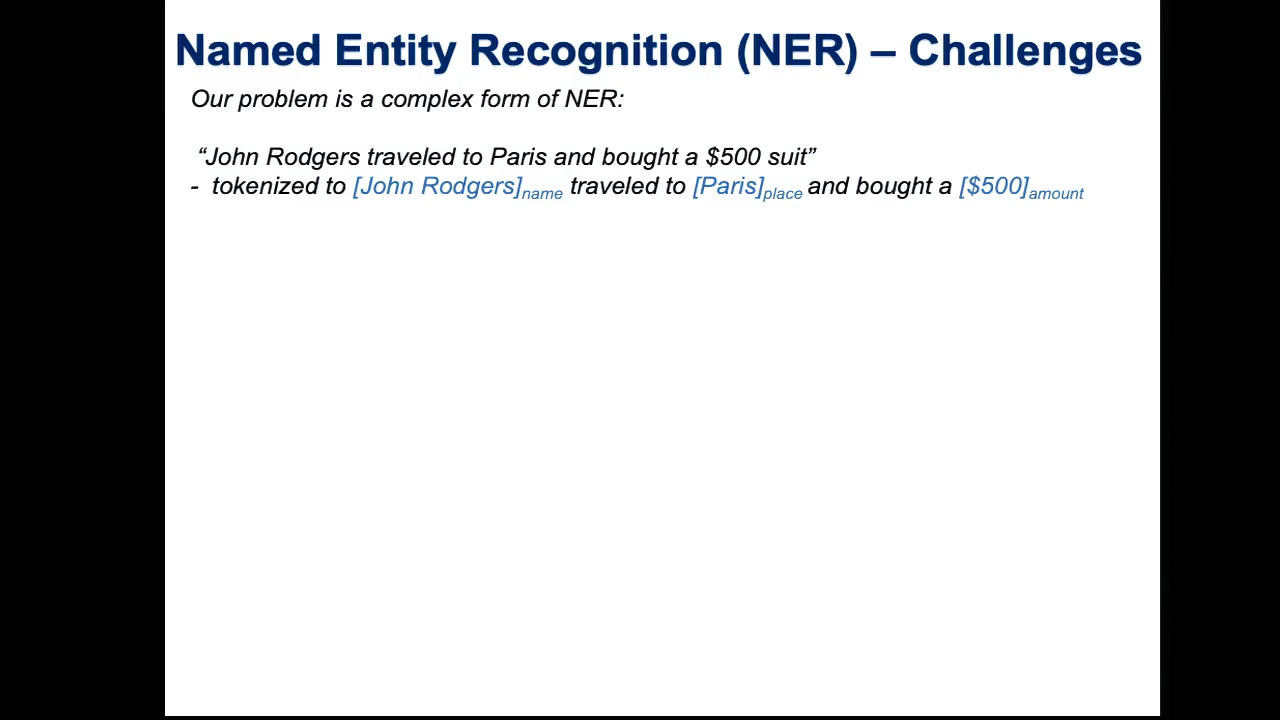 Named Entity Recognition (NER) – Challenges
Our problem is a complex form of NER:
“John Rodgers traveled to Paris and bought a $500 suit”
- tokenized to [John Rodgers]name traveled to [Paris]place and bought a [$500]amount